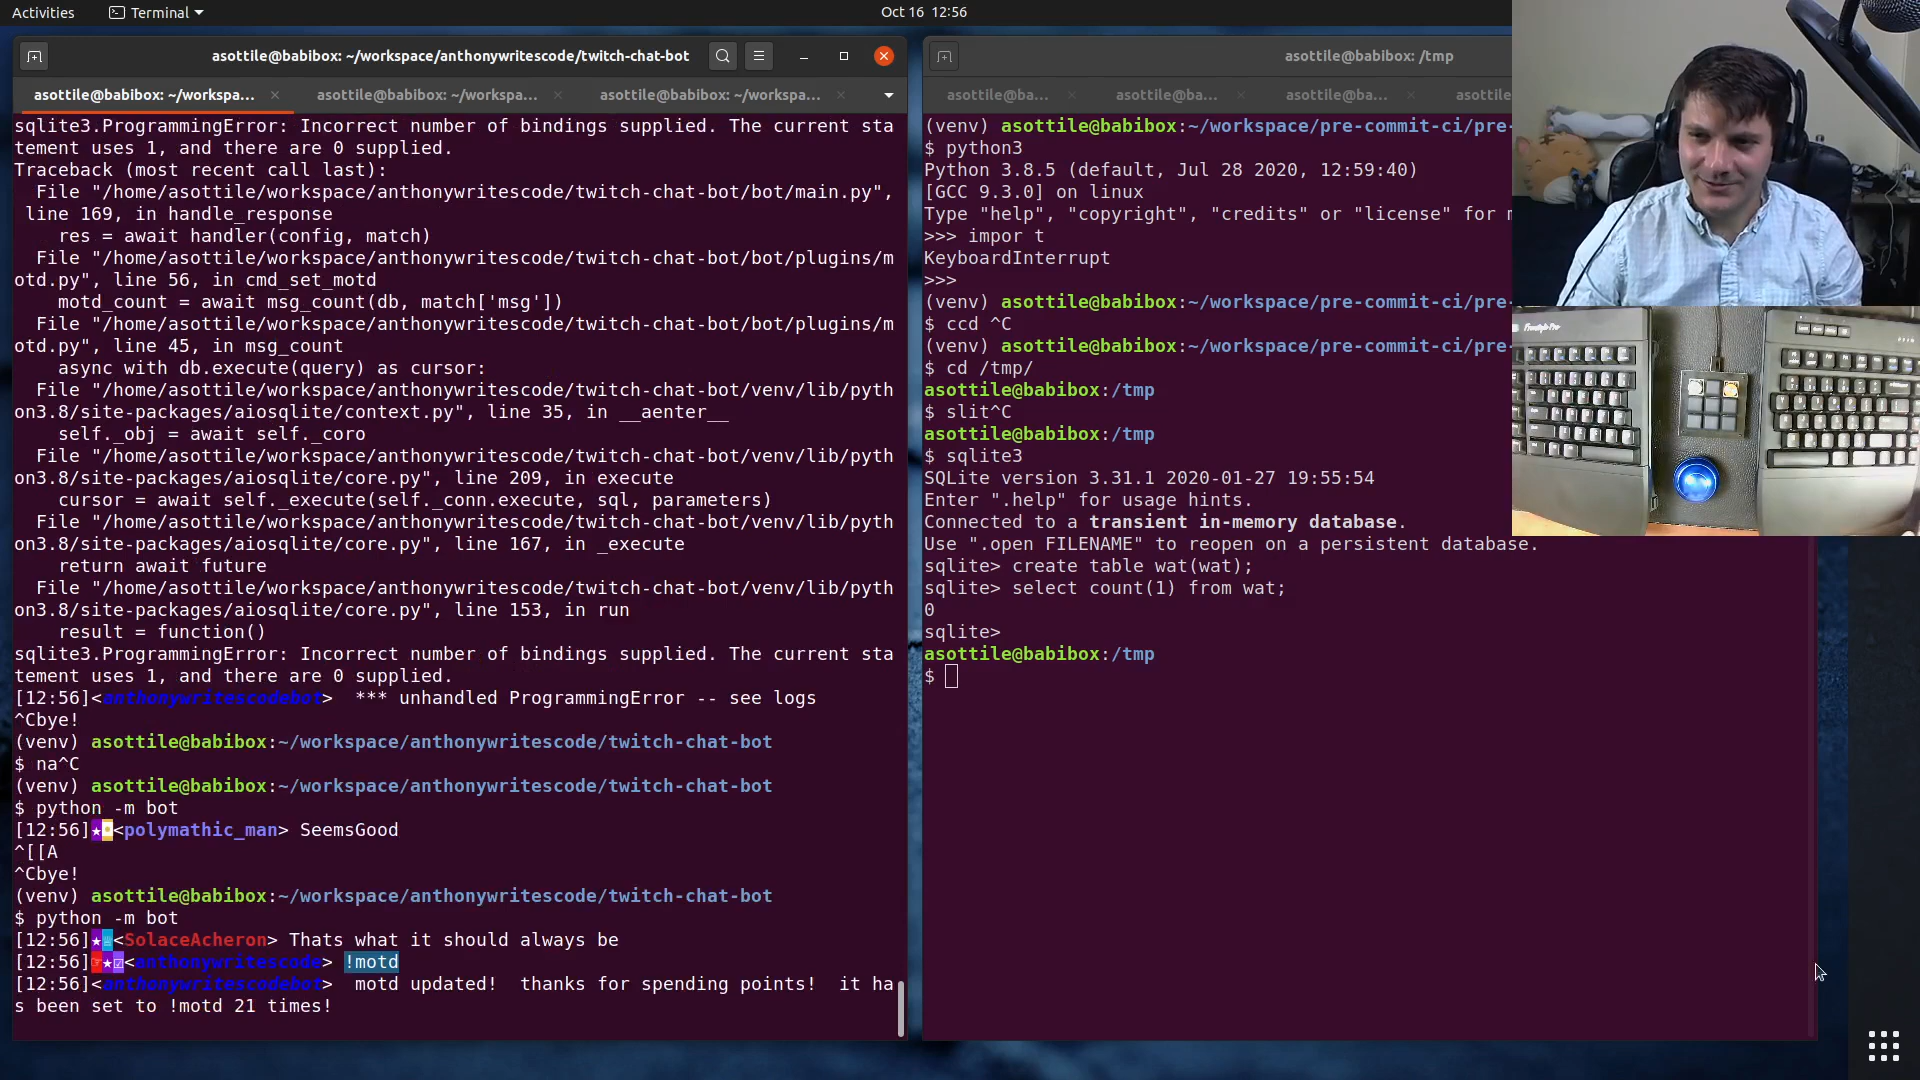 Activities
Terminal
Oct 16 12:56
asottile@babibox: ~/workspace/anthonywritescode/twitch-chat-bot
asottile@babibox: ~/workspa...
asottile@babibox: ~/workspa...
asottile@babibox: ~/workspa...
sqlite3.ProgrammingError: Incorrect number of bindings supplied. The current sta
tement uses 1, and there are 0 supplied.
Traceback (most recent call last):
File "/home/asottile/workspace/anthonywritescode/twitch-chat-bot/bot/main.py",
line 169, in handle_response
res = await handler(config, match)
File "/home/asottile/workspace/anthonywritescode/twitch-chat-bot/bot/plugins/m
otd.py", line 56, in cmd_set_motd
motd_count = await msg_count(db, match['msg'])
File "/home/asottile/workspace/anthonywritescode/twitch-chat-bot/bot/plugins/m
otd.py", line 45, in msg_count
async with db.execute(query) as cursor:
File "/home/asottile/workspace/anthonywritescode/twitch-chat-bot/venv/lib/pyth
on3.8/site-packages/aiosqlite/context.py", line 35, in __aenter__
self._obj = await self._coro
File "/home/asottile/workspace/anthonywritescode/twitch-chat-bot/venv/lib/pyth
on3.8/site-packages/aiosqlite/core.py", line 209, in execute
cursor = await self._execute(self._conn.execute, sql, parameters)
File "/home/asottile/workspace/anthonywritescode/twitch-chat-bot/venv/lib/pyth
on3.8/site-packages/aiosqlite/core.py", line 167, in _execute
return await future
File "/home/asottile/workspace/anthonywritescode/twitch-chat-bot/venv/lib/pyth
on3.8/site-packages/aiosqlite/core.py", line 153, in run
result = function()
sqlite3.ProgrammingError: Incorrect number of bindings supplied. The current sta
tement uses 1, and there are 0 supplied.
[12:56]<anthonywritescodebot>  *** unhandled ProgrammingError -- see logs
^Cbye!
(venv) asottile@babibox:~/workspace/anthonywritescode/twitch-chat-bot
$ na^C
(venv) asottile@babibox:~/workspace/anthonywritescode/twitch-chat-bot
$ python -m bot
[12:56]<polymathic_man> SeemsGood
^[[A
^Cbye!
(venv) asottile@babibox:~/workspace/anthonywritescode/twitch-chat-bot
$ python -m bot
[12:56]<SolaceAcheron> Thats what it should always be
[12:56]<anthonywritescode> !motd
[12:56]<anthonywritescodebot>  motd updated!  thanks for spending points!  it ha
s been set to !motd 21 times!
asottile@babibox: /tmp
asottile@ba...
asottile@ba...
asottile@ba...
asottile
(venv) asottile@babibox:~/workspace/pre-commit-ci/pre-
$ python3
Python 3.8.5 (default, Jul 28 2020, 12:59:40)
[GCC 9.3.0] on linux
Type "help", "copyright", "credits" or "license" for m
>>> impor t
KeyboardInterrupt
>>>
(venv) asottile@babibox:~/workspace/pre-commit-ci/pre-
$ ccd ^C
(venv) asottile@babibox:~/workspace/pre-commit-ci/pre-
$ cd /tmp/
asottile@babibox:/tmp
$ slit^C
asottile@babibox:/tmp
$ sqlite3
SQLite version 3.31.1 2020-01-27 19:55:54
Enter ".help" for usage hints.
Connected to a transient in-memory database.
Use ".open FILENAME" to reopen on a persistent database.
sqlite> create table wat(wat);
sqlite> select count(1) from wat;
0
sqlite>
asottile@babibox:/tmp
$
Freestyle Pro